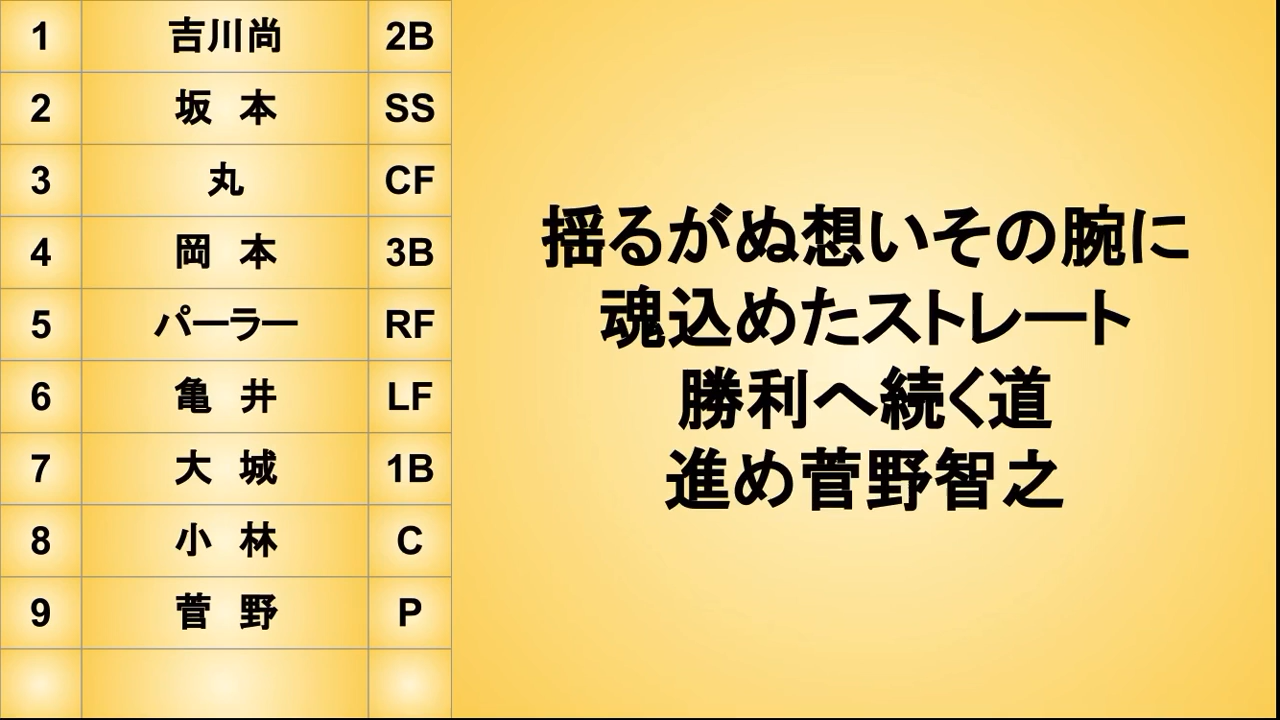 1 吉川尚 2B
2 坂　本 SS
3 丸 CF
4 岡　本 3B
5 パーラー RF
6 亀　井 LF
7 大　城 1B
8 小　林 C
9 菅　野 P
揺るがぬ想いその腕に
魂込めたストレート
勝利へ続く道
進め菅野智之